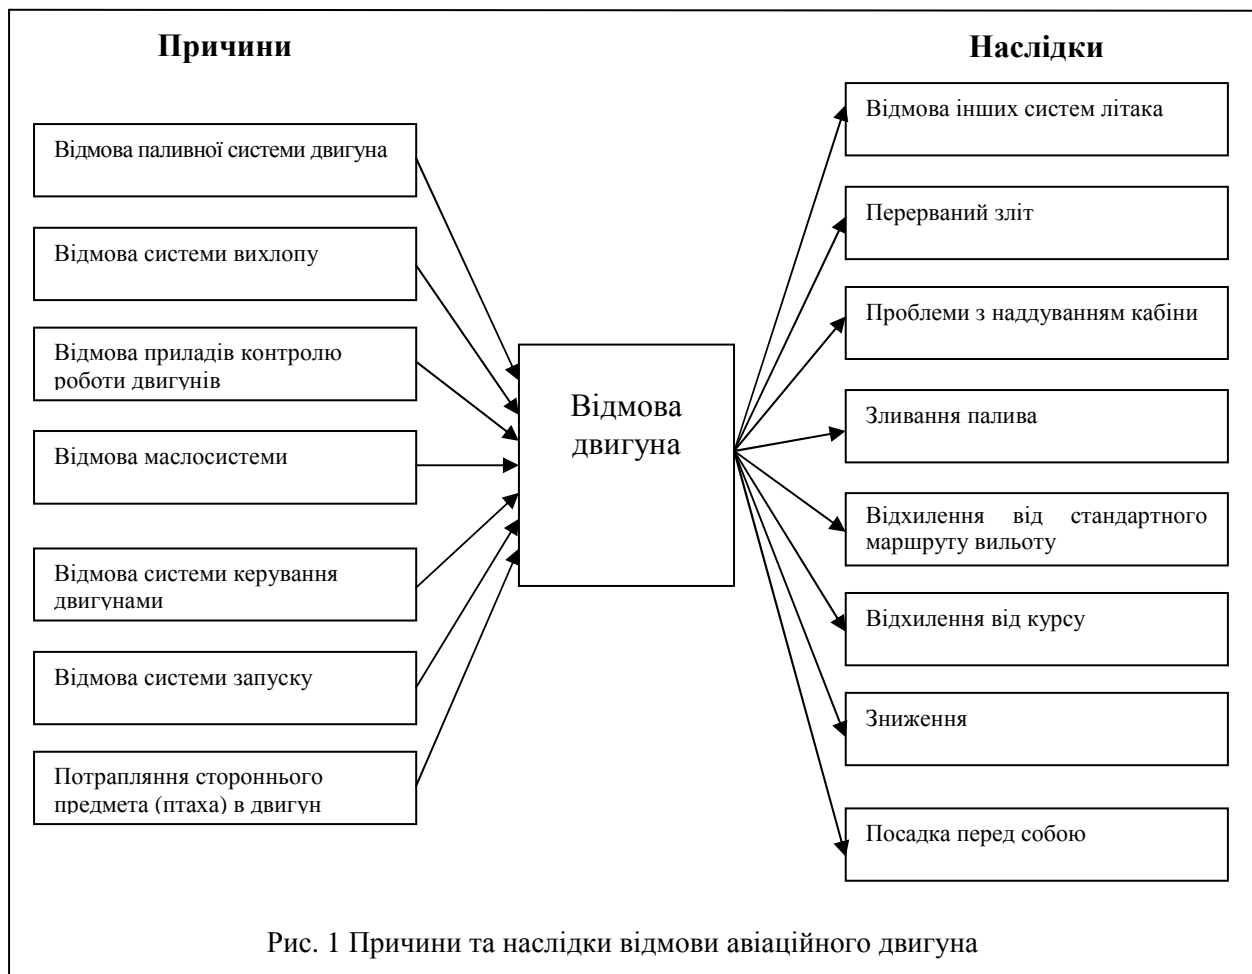 Причини
Відмова паливної системи двигуна
Відмова системи вихлопу
Відмова приладів контролю
роботи двигунів
Відмова маслосистеми
Відмова системи керування
двигунами
Відмова системи запуску
Потрапляння стороннього
предмета (птаха) в двигун
Відмова
двигуна
Наслідки
Відмова інших систем літака
Перерваний зліт
Проблеми з наддуванням кабіни
Зливання палива
Відхилення від стандартного
маршруту вильоту
Відхилення від курсу
Зниження
Посадка перед собою
Рис. 1 Причини та наслідки відмови авіаційного двигуна